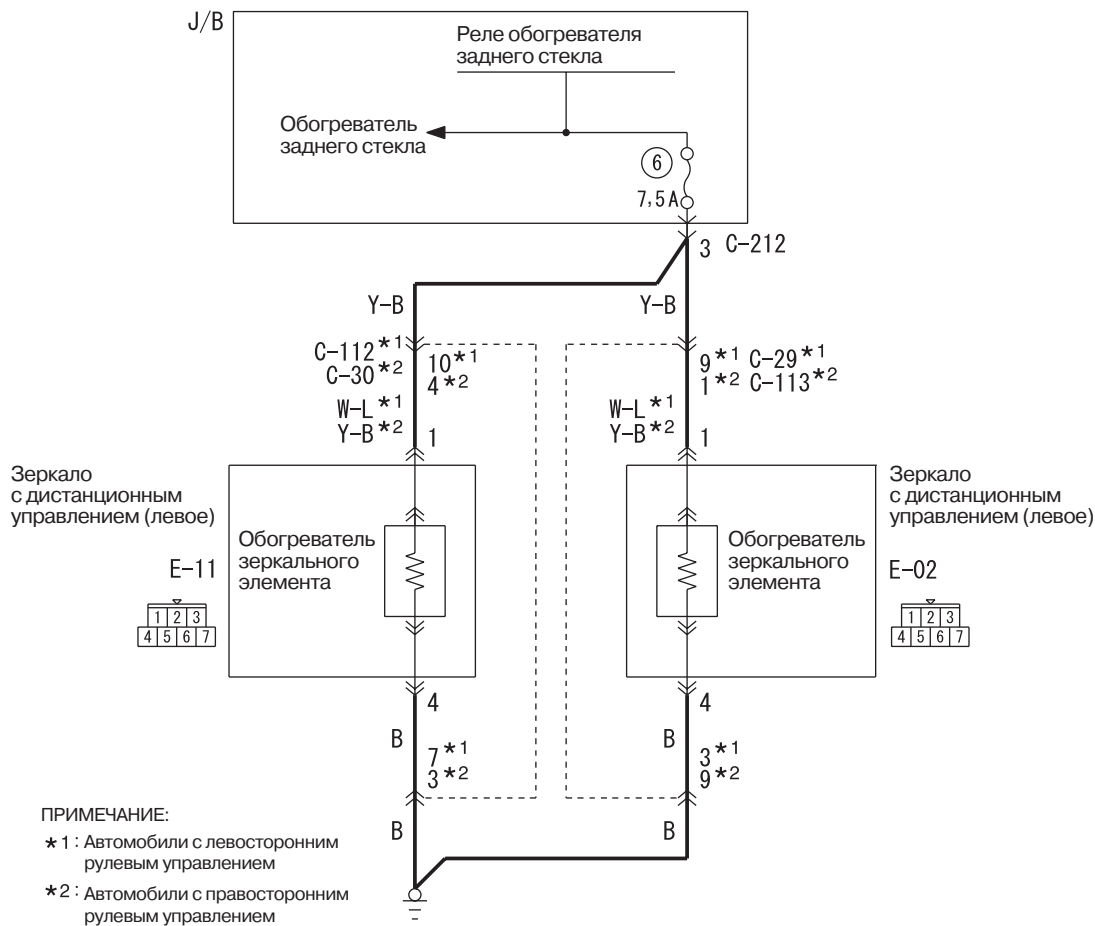 J/B
Реле обогревателя
заднего стекла
Обогреватель
заднего стекла
6
7,5 A
3 C-212
Y-B
Y-B
C-112*1
C-30*2
10*1
4*2
9*1 C-29*1
1*2 C-113*2
W-L*1
Y-B*2
1
W-L*1
Y-B*2
1
Зеркало
с дистанционным
управлением (левое)
E-11
1 2 3
4 5 6 7
Обогреватель
зеркального
элемента
Обогреватель
зеркального
элемента
Зеркало
с дистанционным
управлением (левое)
E-02
1 2 3
4 5 6 7
4
4
B
7*1
3*2
B
3*1
9*2
B
B
ПРИМЕЧАНИЕ:
*1: Автомобили с левосторонним
рулевым управлением
*2: Автомобили с правосторонним
рулевым управлением